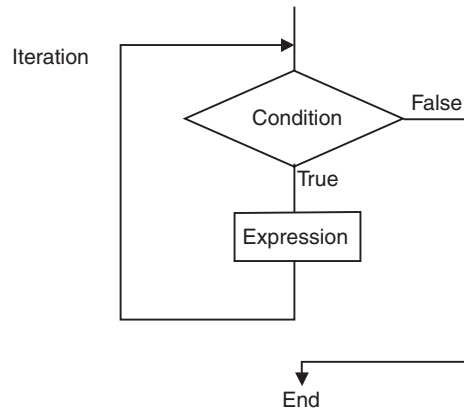 Iteration
Condition
False
True
Expression
End